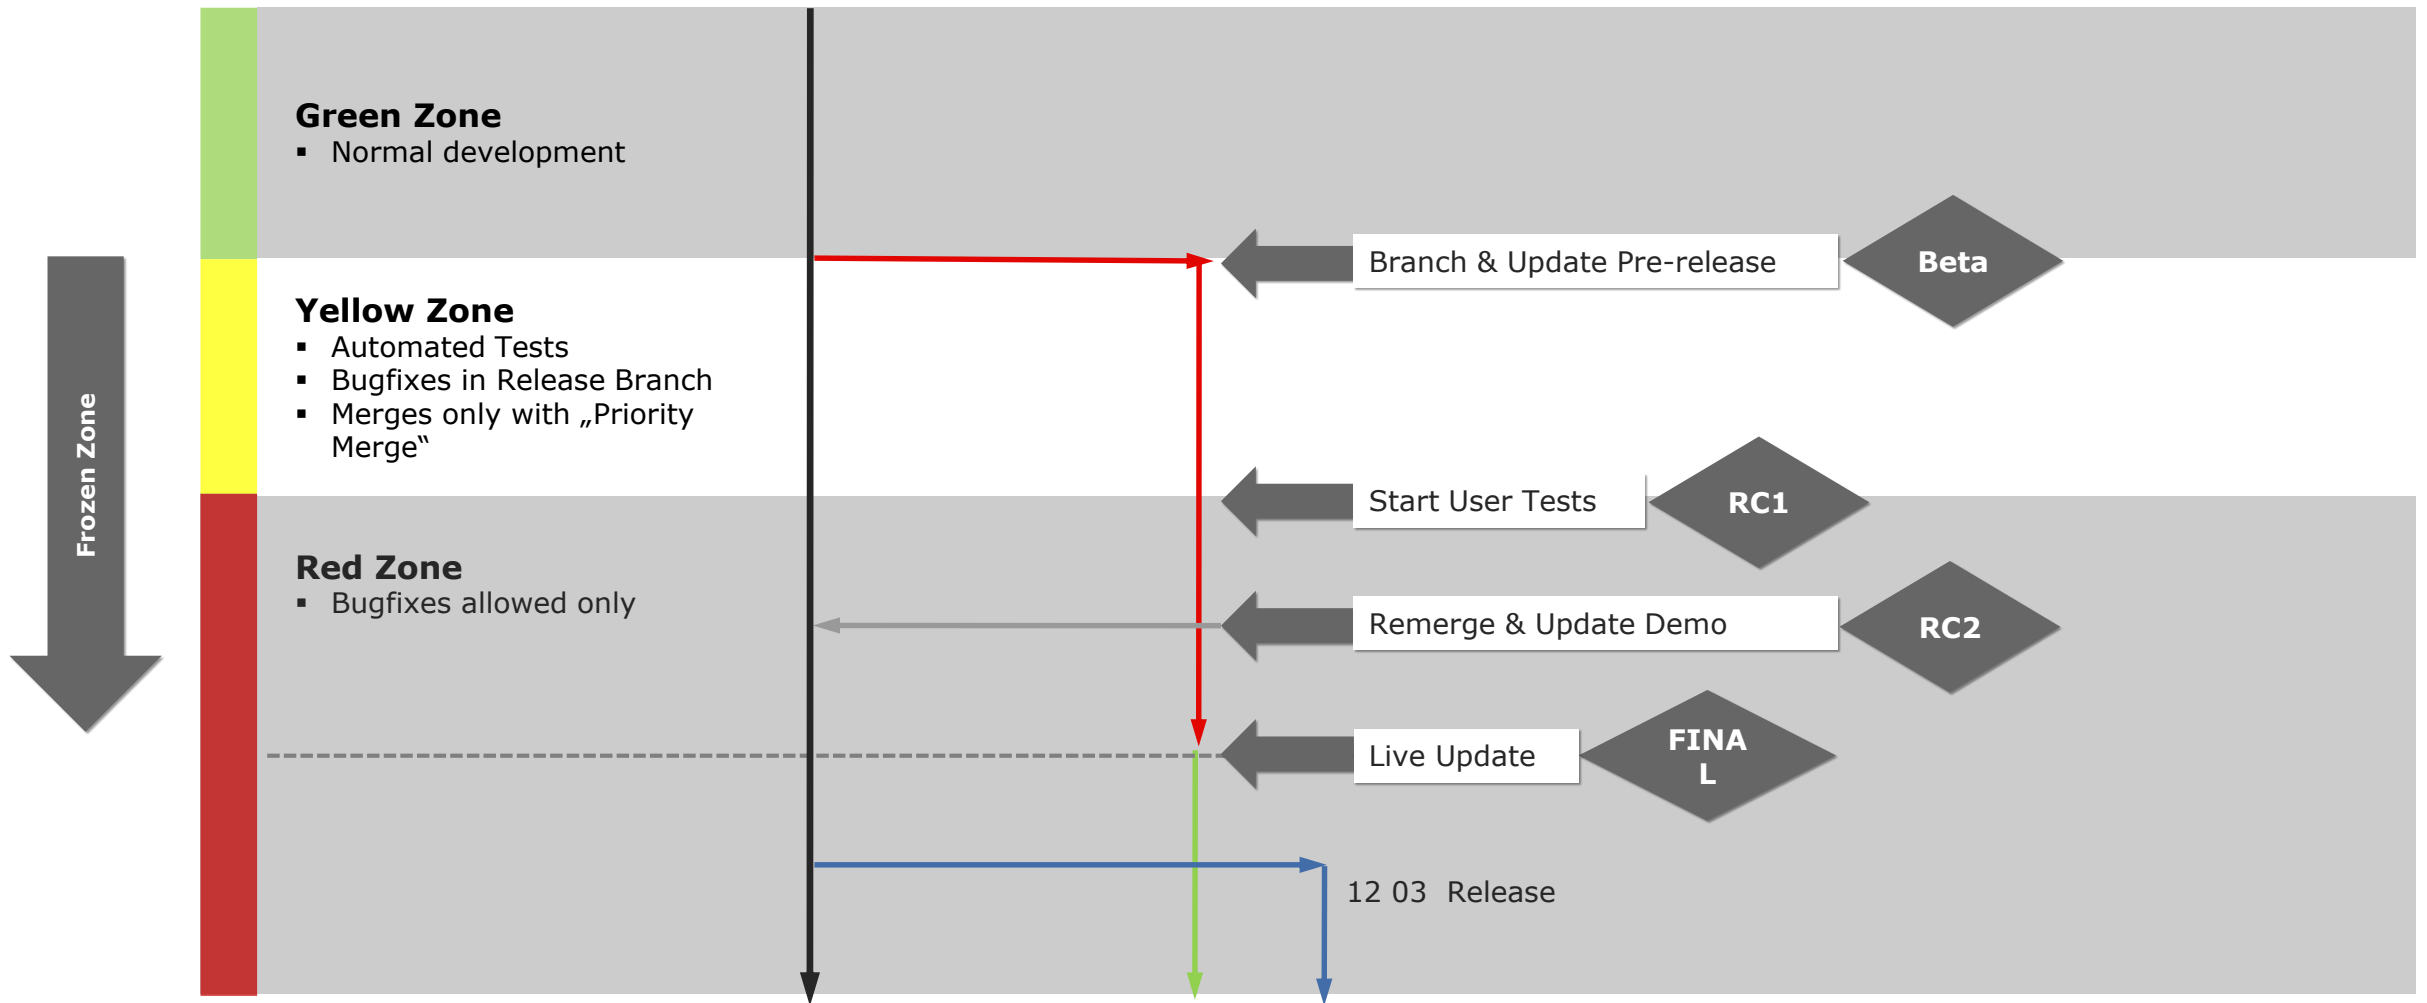 Green Zone
▪ Normal development
Branch & Update Pre-release
Beta
Frozen Zone
Yellow Zone
▪ Automated Tests
▪ Bugfixes in Release Branch
▪ Merges only with „Priority
Merge“
Start User Tests
RC1
Red Zone
▪ Bugfixes allowed only
Remerge & Update Demo
RC2
Live Update
FINA
L
12 03 Release